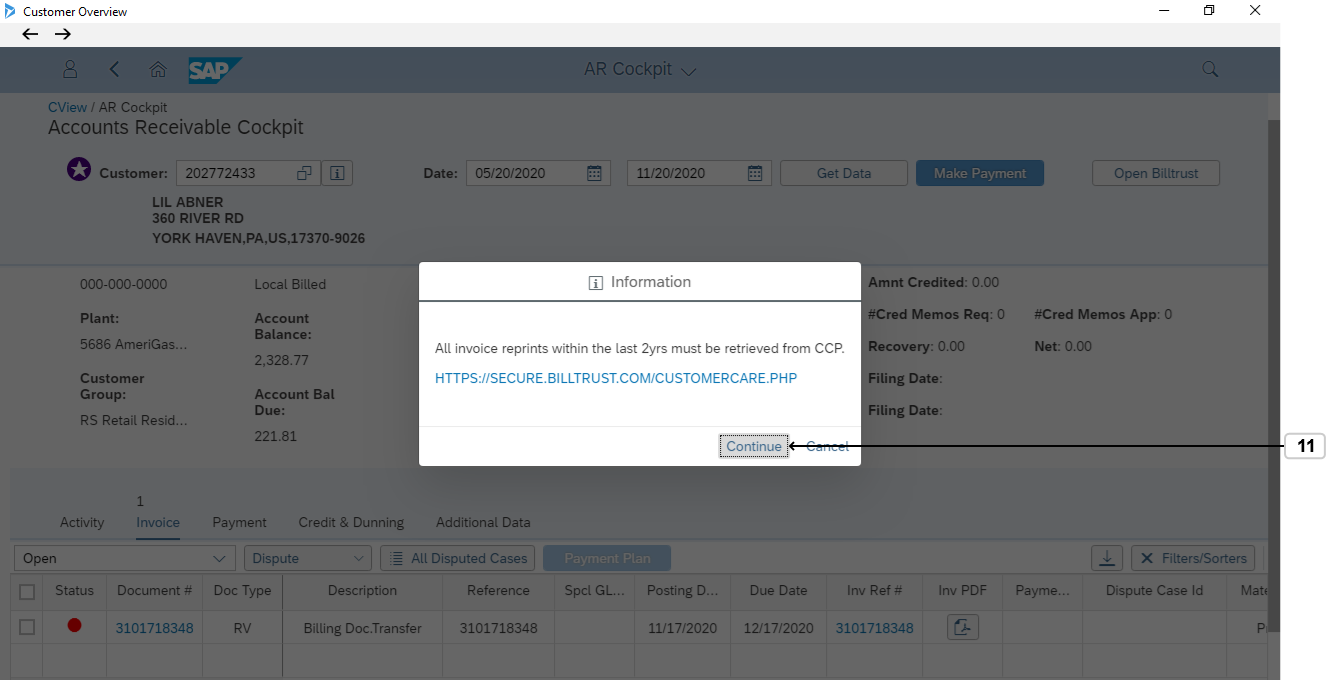 Customer Overview
SAP
AR Cockpit
CView / AR Cockpit
Accounts Receivable Cockpit
Customer: 202772433 Date: 05/20/2020 11/20/2020 Get Data Make Payment Open Billtrust
LIL ABNER
360 RIVER RD
YORK HAVEN,PA,US,17370-9026
000-000-0000 Local Billed
Plant:
5686 AmeriGas...
Customer
Group:
RS Retail Resid...
Account
Balance:
2,328.77
Account Bal
Due:
221.81
Information
All invoice reprints within the last 2yrs must be retrieved from CCP.
HTTPS://SECURE.BILLTRUST.COM/CUSTOMERCARE.PHP
Continue Cancel
11
Amnt Credited: 0.00
#Cred Memos Req: 0 #Cred Memos App: 0
Recovery: 0.00 Net: 0.00
Filing Date:
Filing Date:
1
Activity Invoice Payment Credit & Dunning Additional Data
Open Dispute All Disputed Cases Payment Plan Filters/Sorters
Status Document # Doc Type Description Reference Spcl GL... Posting D... Due Date Inv Ref # Inv PDF Payme... Dispute Case Id Mate
3101718348 RV Billing Doc.Transfer 3101718348 11/17/2020 12/17/2020 3101718348 P